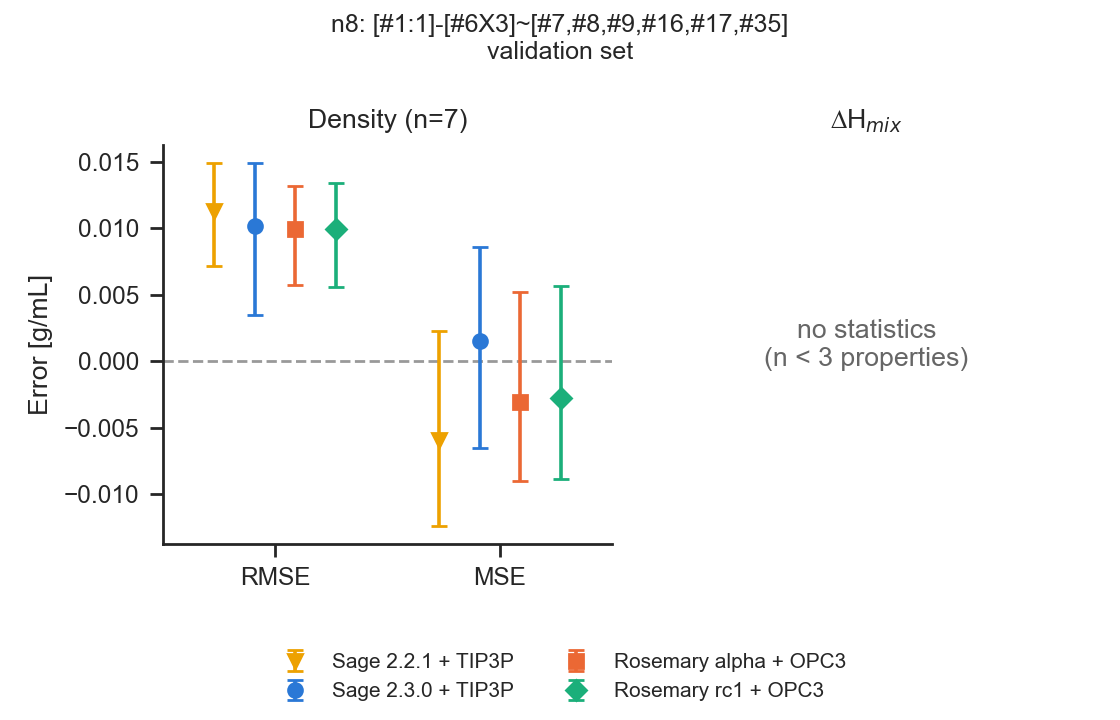 n8: [#1:1]-[#6X3]~[#7,#8,#9,#16,#17,#35]
validation set
Density (n=7)
ΔHmix
Error [g/mL]
0.015
0.010
0.005
0.000
−0.005
−0.010
RMSE
MSE
no statistics
(n < 3 properties)
Sage 2.2.1 + TIP3P
Sage 2.3.0 + TIP3P
Rosemary alpha + OPC3
Rosemary rc1 + OPC3